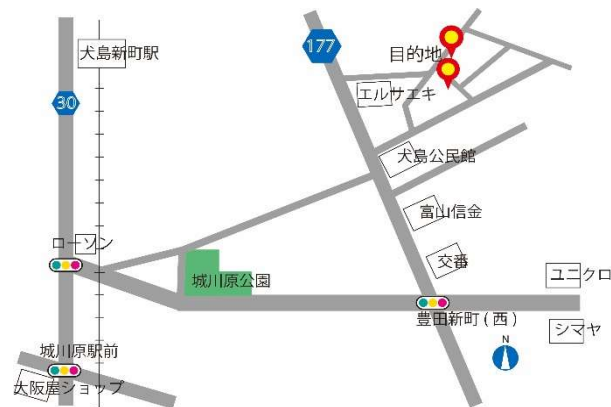 177
目的地
犬島新町駅
エルサエキ
30
犬島公民館
富山信金
ローソン
交番
ユニクロ
城川原公園
豊田新町(西)
シマヤ
N
城川原駅前
大阪屋ショップ